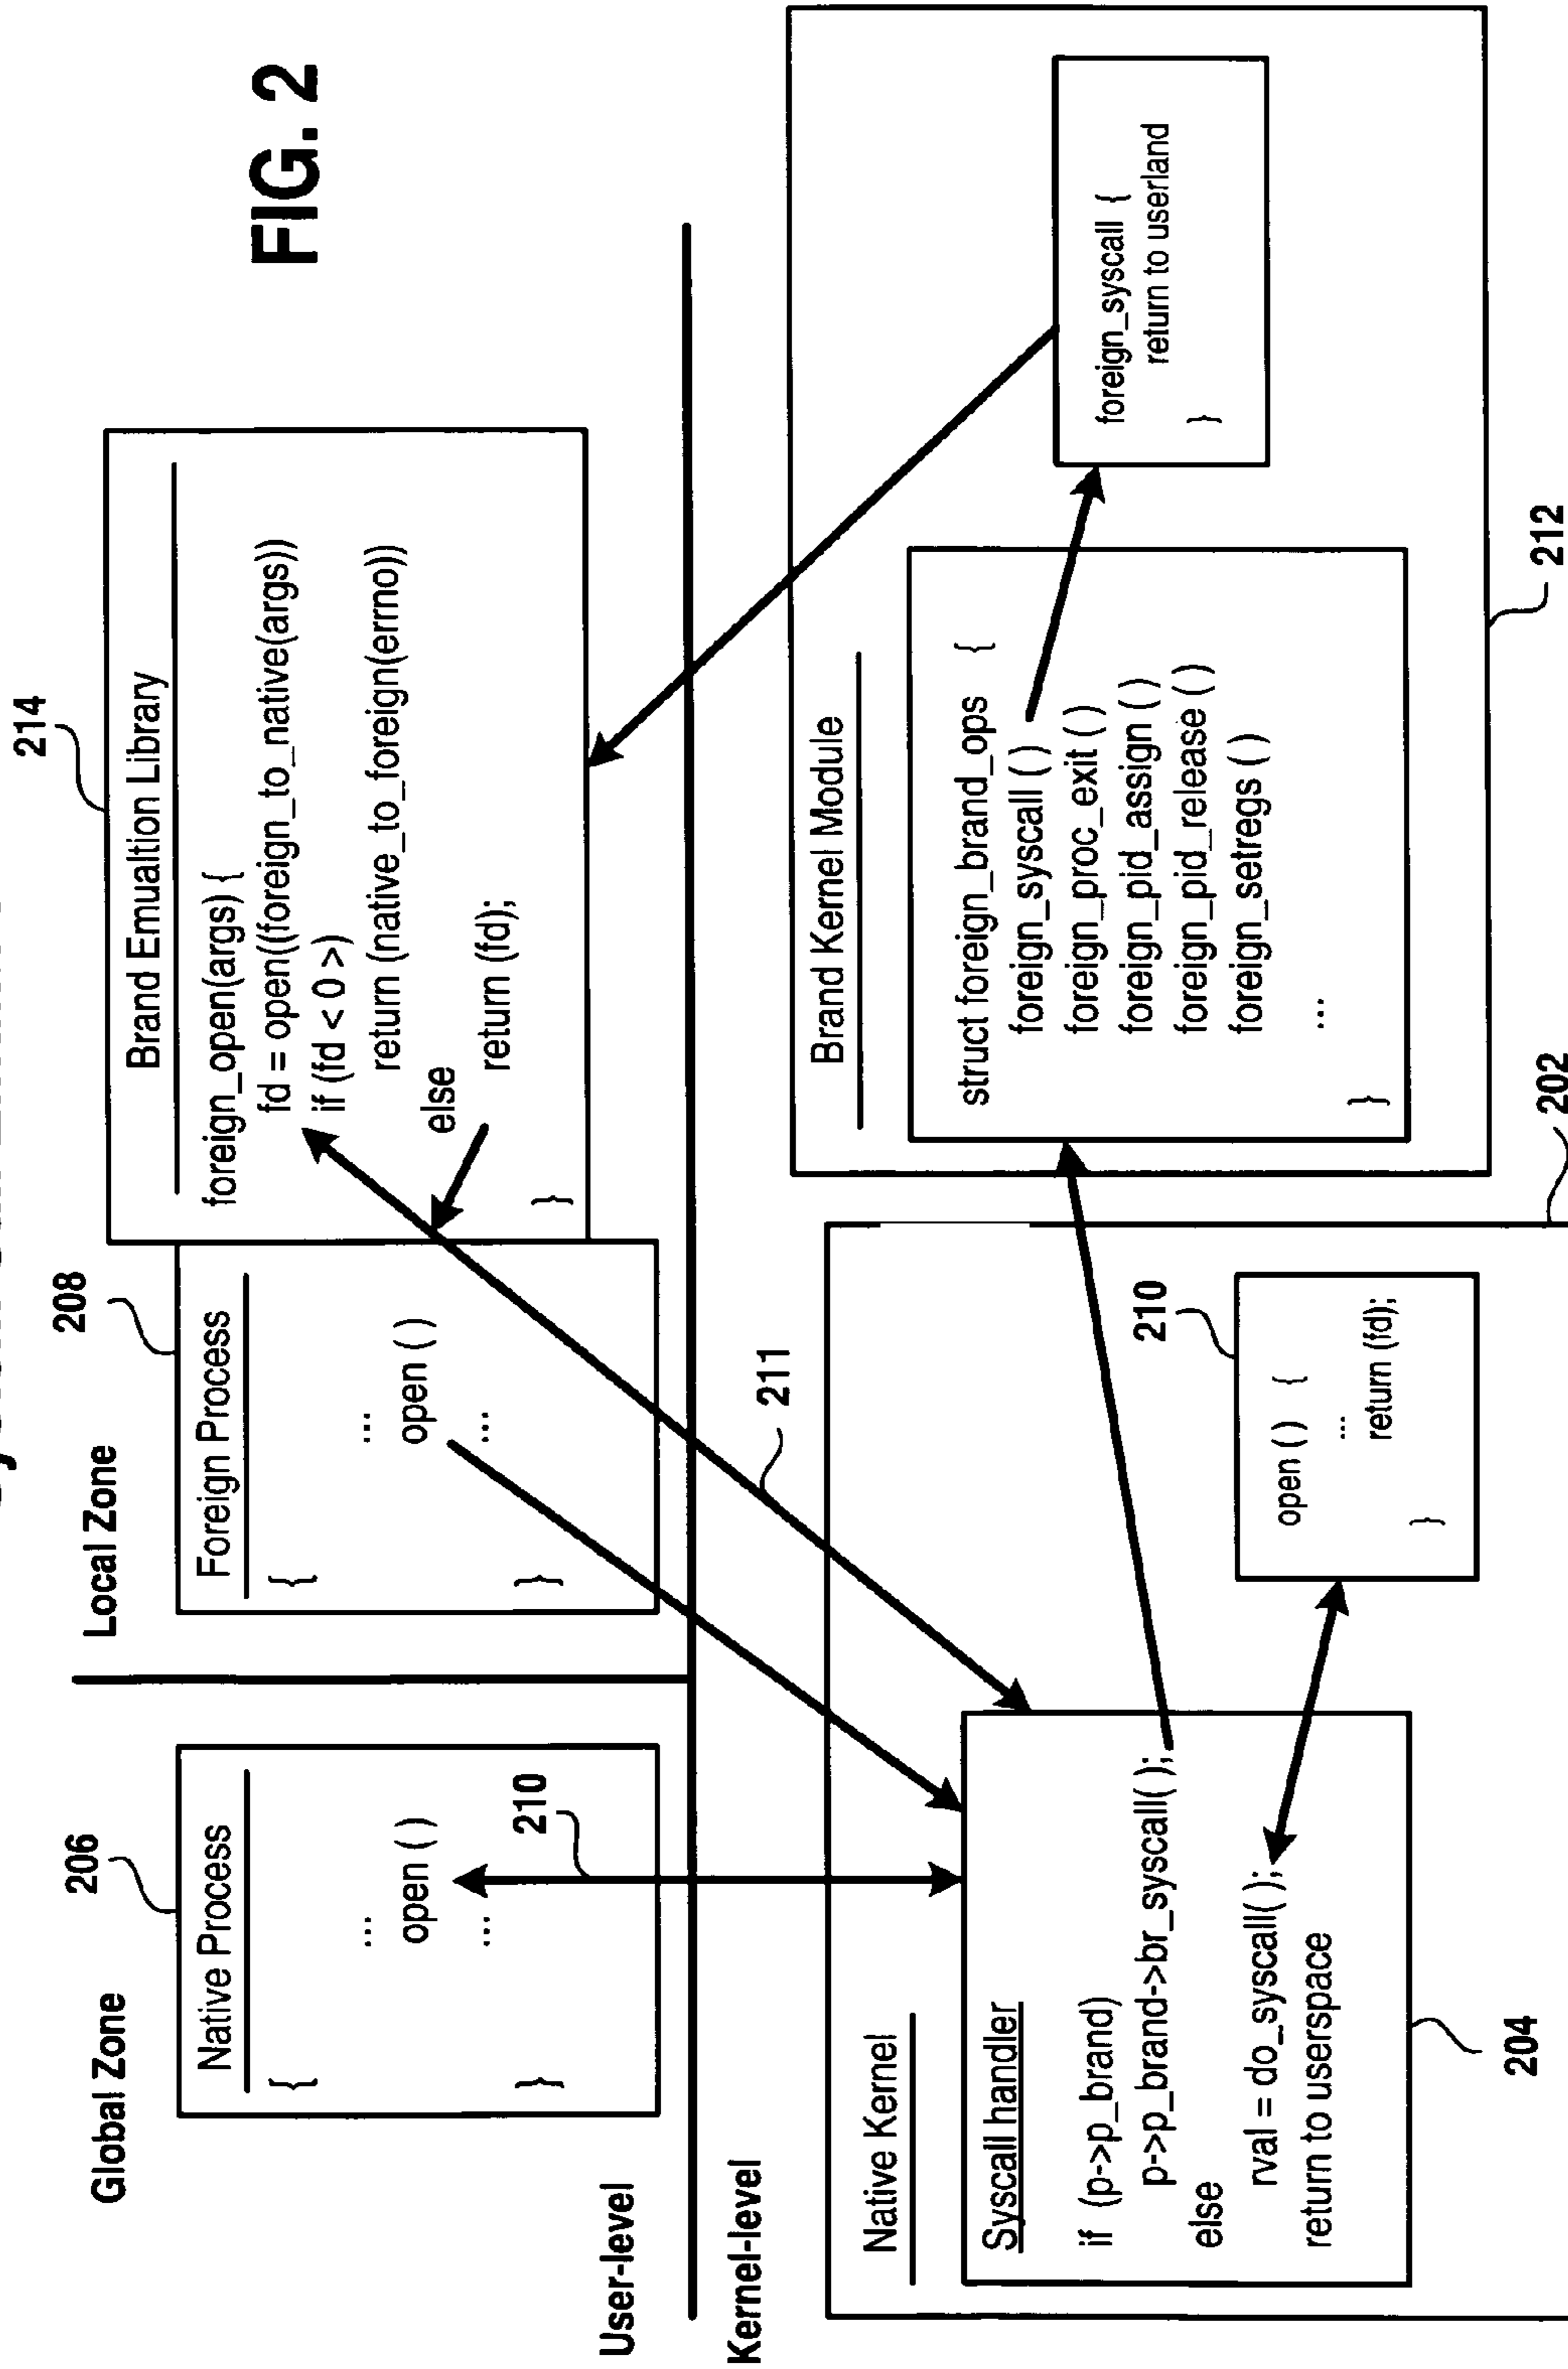 FIG. 2
Global Zone
206
Native Process
{
...
open ( )
...
}
210
Local Zone
208
Foreign Process
{
...
open ( )
...
}
214
Brand Emualtion Library
foreign_open(args) {
fd = open((foreign_to_native(args))
if (fd < 0 >)
return (native_to_foreign(errno))
else
return (fd);
}
User-level
Kernel-level
211
Native Kernel
Syscall handler
if (p->p_brand)
p->p_brand->br_syscall( );
else
rval = do_syscall( );
return to userspace
204
210
open ( ) {
...
return (fd);
}
202
Brand Kernel Module
struct foreign_brand_ops {
foreign_syscall ( )
foreign_proc_exit ( )
foreign_pid_assign ( )
foreign_pid_release ( )
foreign_setregs ( )
...
}
foreign_syscall {
return to userland
}
212